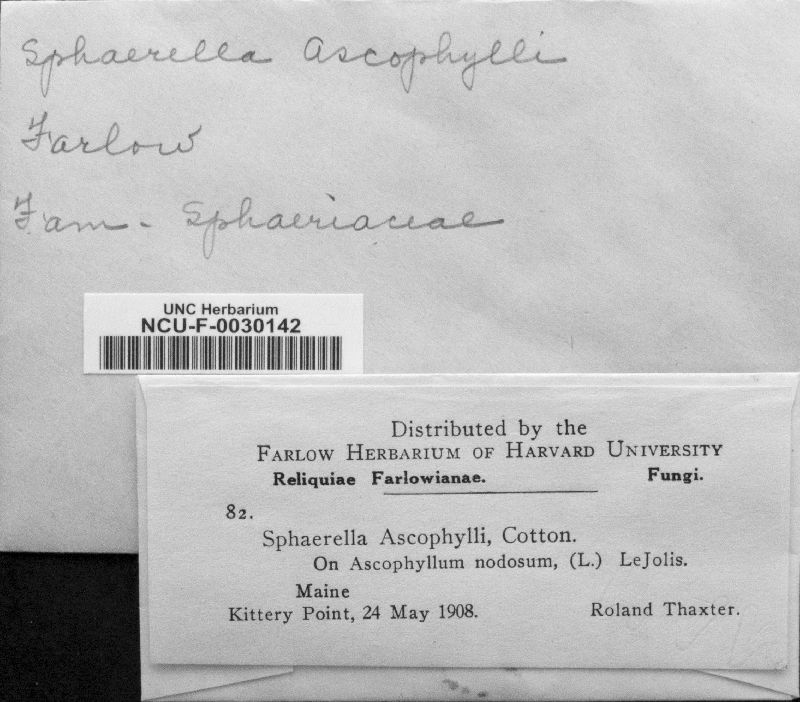 Sphaerella Ascophylli
Farlow
Fam - Sphaeriaceae
UNC Herbarium
NCU-F-0030142
Distributed by the
FARLOW HERBARIUM OF HARVARD UNIVERSITY
Reliquiae Farlowianae. Fungi.
82.
Sphaerella Ascophylli, Cotton.
On Ascophyllum nodosum, (L.) LeJolis.
Maine
Kittery Point, 24 May 1908. Roland Thaxter.